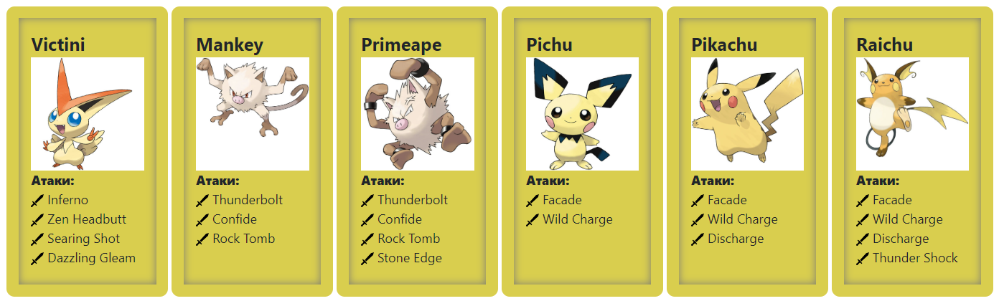 Victini
Атаки:
Inferno
Zen Headbutt
Searing Shot
Dazzling Gleam
Mankey
Атаки:
Thunderbolt
Confide
Rock Tomb
Primeape
Атаки:
Thunderbolt
Confide
Rock Tomb
Stone Edge
Pichu
Атаки:
Facade
Wild Charge
Pikachu
Атаки:
Facade
Wild Charge
Discharge
Raichu
Атаки:
Facade
Wild Charge
Discharge
Thunder Shock